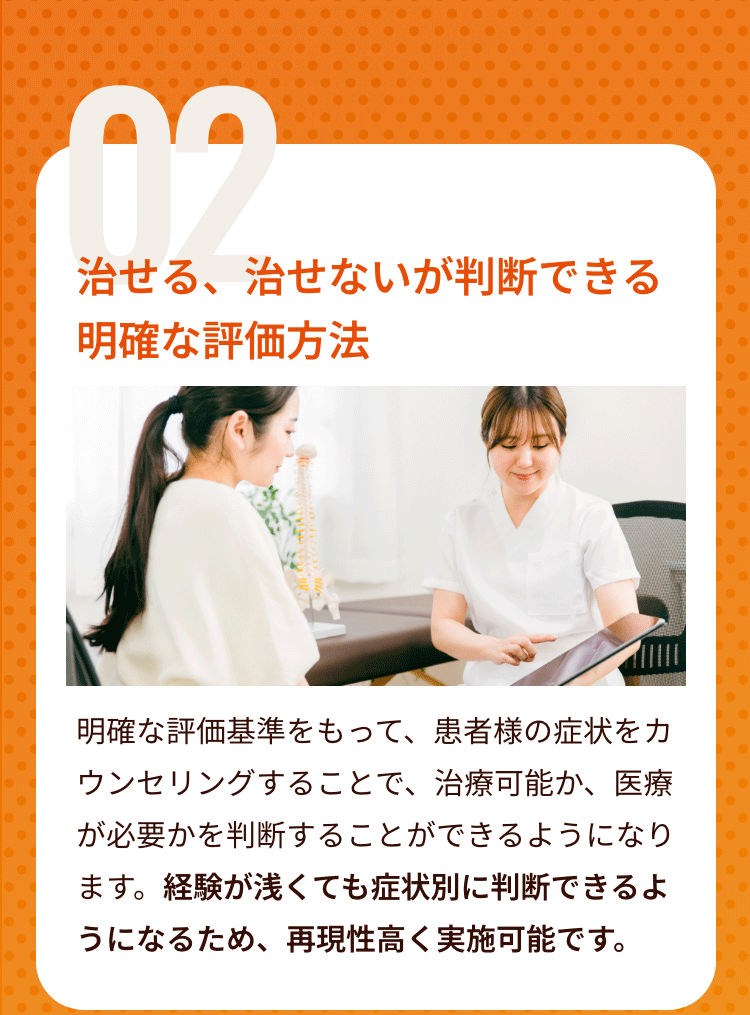 02
治せる、治せないが判断できる
明確な評価方法
明確な評価基準をもって、患者様の症状をカ
ウンセリングすることで、治療可能か、医療
が必要かを判断することができるようになり
ます。経験が浅くても症状別に判断できるよ
うになるため、再現性高く実施可能です。